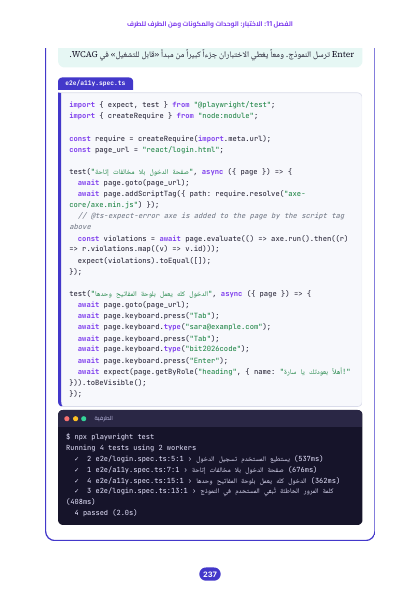 الفصل 11: الاختبار: الوحدات والمكونات ومن الطرف للطرف
Enter ترسل النموذج. ومعاً يغطي الاختباران جزءاً كبيراً من مبدأ «قابل للتشغيل» في WCAG.
e2e/a11y.spec.ts
import { expect, test } from "@playwright/test";
import { createRequire } from "node:module";
const require = createRequire(import.meta.url);
const page_url = "react/login.html";
test("صفحة الدخول بلا مخالفات إتاحة", async ({ page }) => {
await page.goto(page_url);
await page.addScriptTag({ path: require.resolve("axe-
core/axe.min.js") });
// @ts-expect-error axe is added to the page by the script tag
above
const violations = await page.evaluate(() => axe.run().then((r)
=> r.violations.map((v) => v.id)));
expect(violations).toEqual([]);
});
test("الدخول كله يعمل بلوحة المفاتيح وحدها", async ({ page }) => {
await page.goto(page_url);
await page.keyboard.press("Tab");
await page.keyboard.type("sara@example.com");
await page.keyboard.press("Tab");
await page.keyboard.type("bit2026code");
await page.keyboard.press("Enter");
await expect(page.getByRole("heading", { name: "أهلاً بعودتك يا سارة!"
})).toBeVisible();
});
الطرفية
$ npx playwright test
Running 4 tests using 2 workers
✓ 2 e2e/login.spec.ts:5:1 › يستطيع المستخدم تسجيل الدخول (537ms)
✓ 1 e2e/a11y.spec.ts:7:1 › صفحة الدخول بلا مخالفات إتاحة (676ms)
✓ 4 e2e/a11y.spec.ts:15:1 › الدخول كله يعمل بلوحة المفاتيح وحدها (362ms)
✓ 3 e2e/login.spec.ts:13:1 › كلمة المرور الخاطئة تُبقي المستخدم في النموذج
(408ms)
4 passed (2.0s)
237